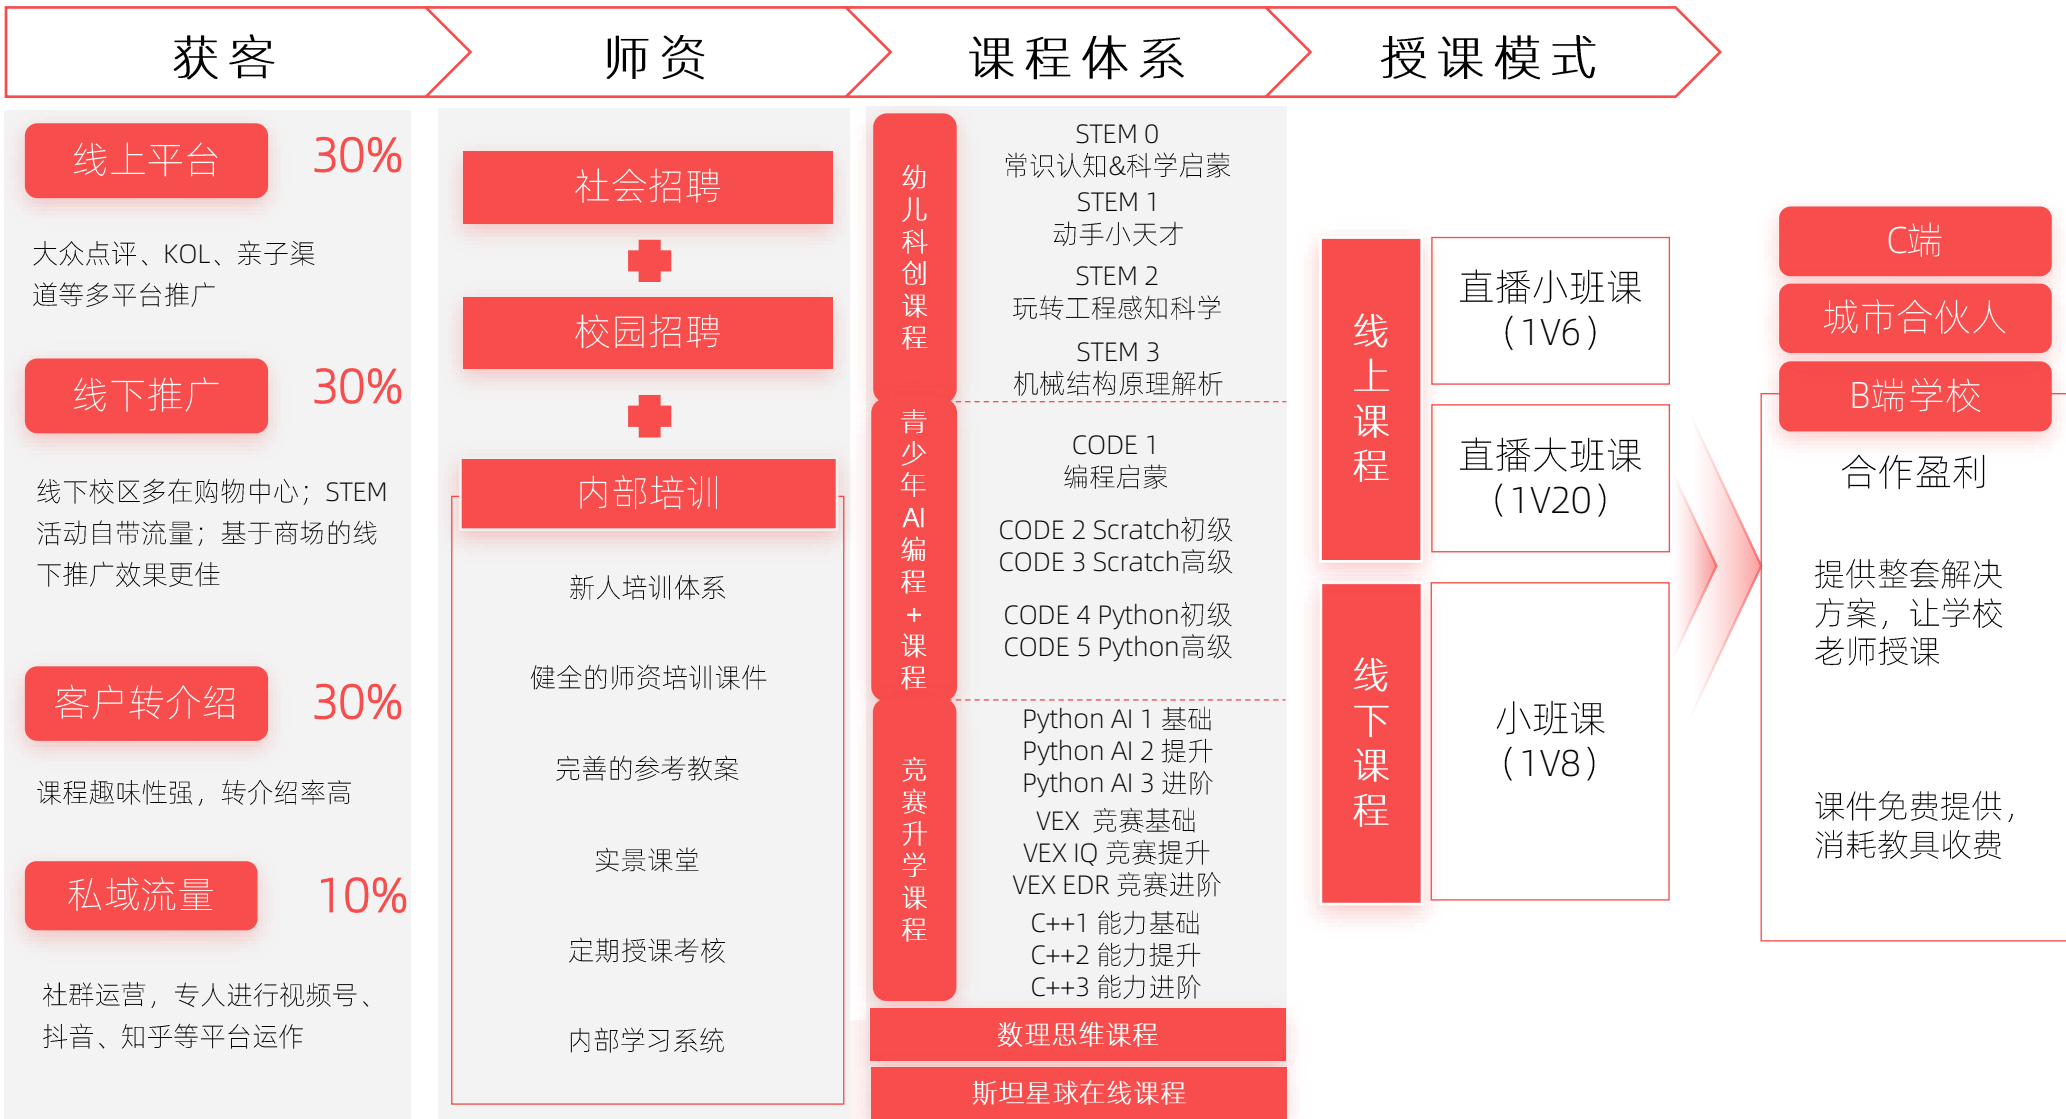 获客
师资
课程体系
授课模式
线上平台
30%
大众点评、KOL、亲子渠
道等多平台推广
线下推广
30%
线下校区多在购物中心；STEM
活动自带流量；基于商场的线
下推广效果更佳
客户转介绍
30%
课程趣味性强，转介绍率高
私域流量
10%
社群运营，专人进行视频号、
抖音、知乎等平台运作
社会招聘
校园招聘
内部培训
新人培训体系
健全的师资培训课件
完善的参考教案
实景课堂
定期授课考核
内部学习系统
幼儿科创课程
STEM 0
常识认知&科学启蒙
STEM 1
动手小天才
STEM 2
玩转工程感知科学
STEM 3
机械结构原理解析
青少年AI编程+课程
CODE 1
编程启蒙
CODE 2 Scratch初级
CODE 3 Scratch高级
CODE 4 Python初级
CODE 5 Python高级
竞赛升学课程
Python AI 1 基础
Python AI 2 提升
Python AI 3 进阶
VEX 竞赛基础
VEX IQ 竞赛提升
VEX EDR 竞赛进阶
C++1 能力基础
C++2 能力提升
C++3 能力进阶
数理思维课程
斯坦星球在线课程
线上课程
直播小班课
（1V6）
直播大班课
（1V20）
线下课程
小班课
（1V8）
C端
城市合伙人
B端学校
合作盈利
提供整套解决
方案，让学校
老师授课
课件免费提供，
消耗教具收费